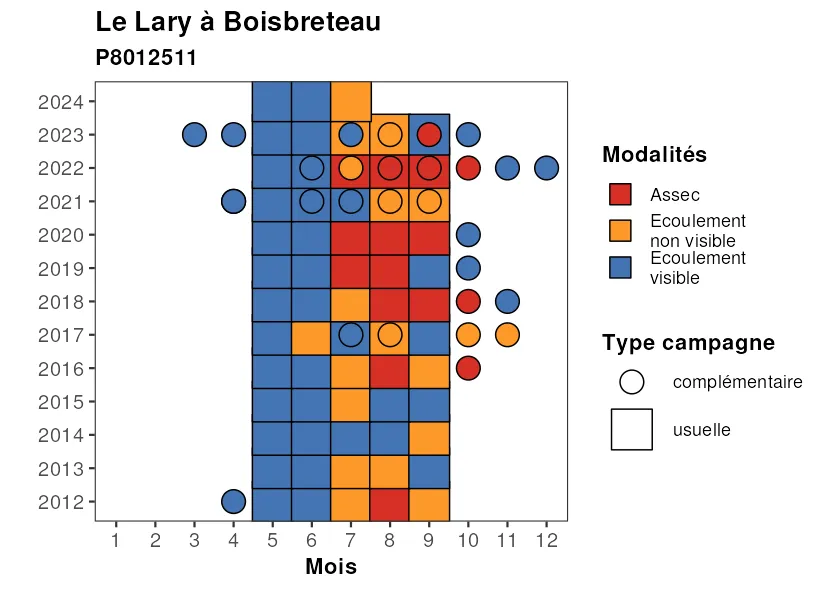 Le Lary à Boisbreteau
P8012511
2024
2023
2022
2021
2020
2019
2018
2017
2016
2015
2014
2013
2012
1 2 3 4 5 6 7 8 9 10 11 12
Mois
Modalités
Assec
Ecoulement
non visible
Ecoulement
visible
Type campagne
complémentaire
usuelle